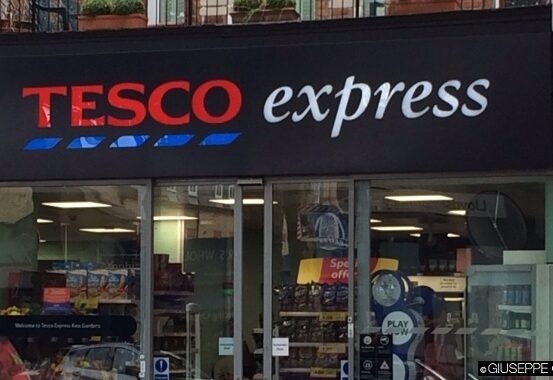 TESCO express
Special
offer
Welcome to Tesco Express Kew Gardens
PLAY
© GIUSEPPE